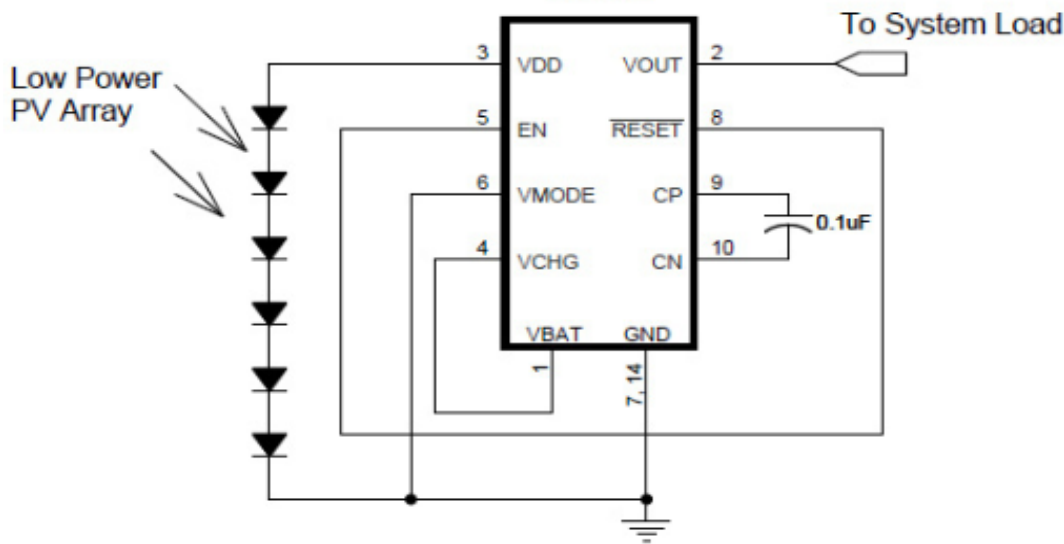 To System Load
Low Power
PV Array
3 VDD VOUT 2
5 EN RESET 8
6 VMODE CP 9
0.1uF
4 VCHG CN 10
VBAT GND
1 7, 14